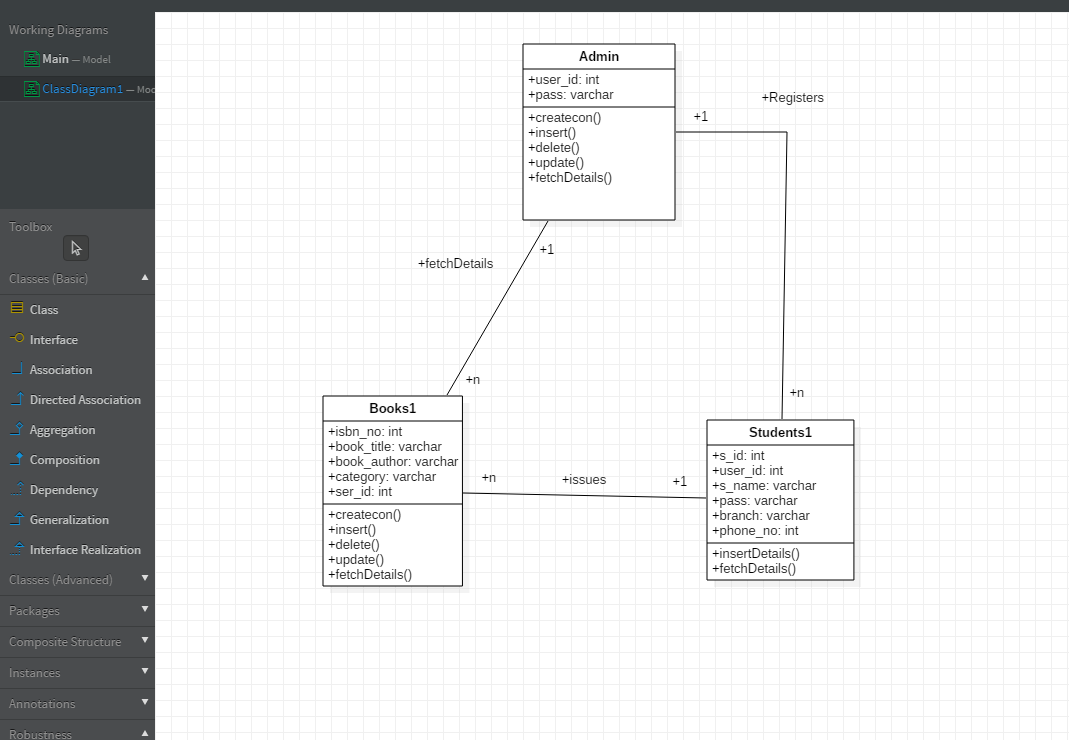 Working Diagrams
Main — Model
ClassDiagram1 — Moc
Toolbox
Classes (Basic)
Class
Interface
Association
Directed Association
Aggregation
Composition
Dependency
Generalization
Interface Realization
Classes (Advanced)
Packages
Composite Structure
Instances
Annotations
Robustness
Admin
+user_id: int
+pass: varchar
+createcon()
+insert()
+delete()
+update()
+fetchDetails()
+Registers
+1
+1
+fetchDetails
+n
+n
Books1
+isbn_no: int
+book_title: varchar
+book_author: varchar
+category: varchar
+ser_id: int
+createcon()
+insert()
+delete()
+update()
+fetchDetails()
+n
+issues
+1
Students1
+s_id: int
+user_id: int
+s_name: varchar
+pass: varchar
+branch: varchar
+phone_no: int
+insertDetails()
+fetchDetails()